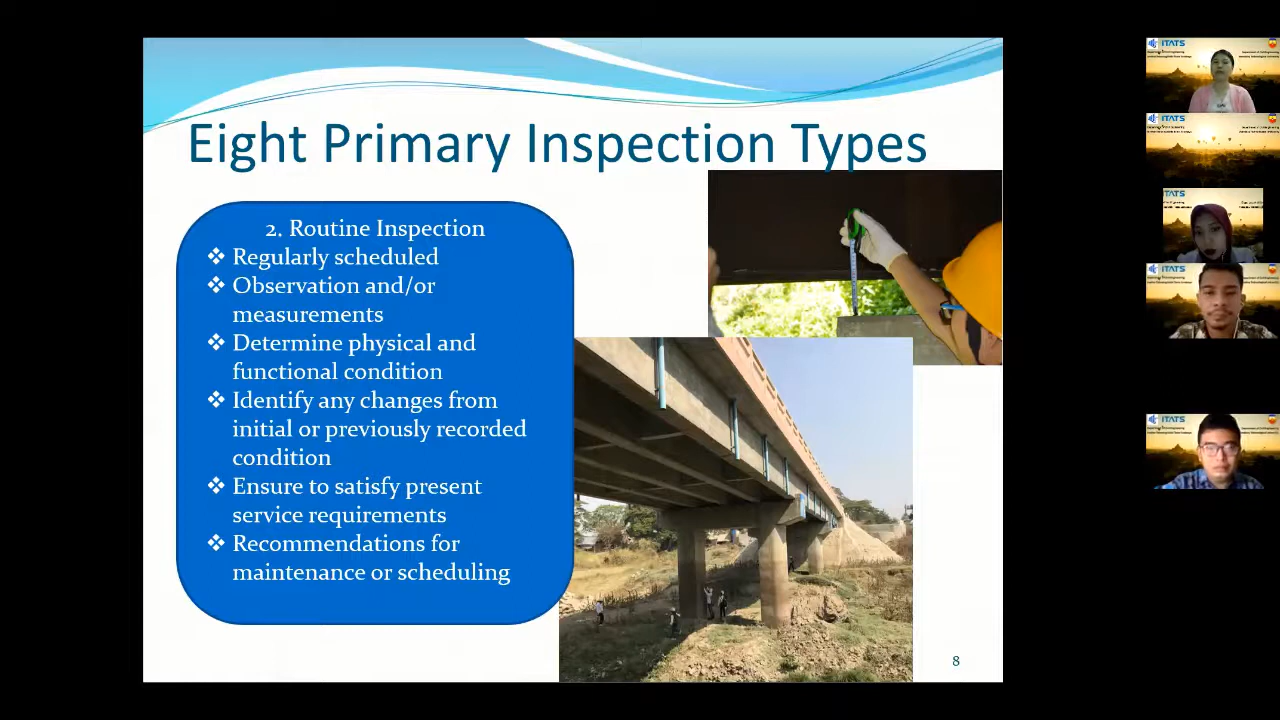 Eight Primary Inspection Types
2. Routine Inspection
❖ Regularly scheduled
❖ Observation and/or
measurements
❖ Determine physical and
functional condition
❖ Identify any changes from
initial or previously recorded
condition
❖ Ensure to satisfy present
service requirements
❖ Recommendations for
maintenance or scheduling
8
ITATS
ITATS
ITATS
ITATS
ITATS